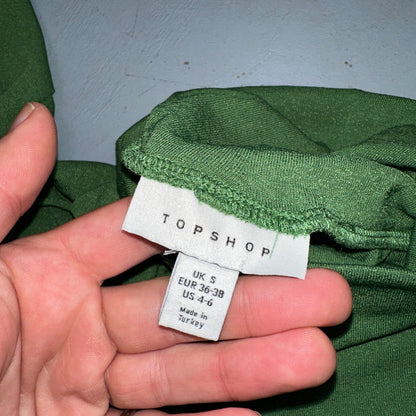 TOPSHOP
UK S
EUR 36-38
US 4-6
Made in
Turkey